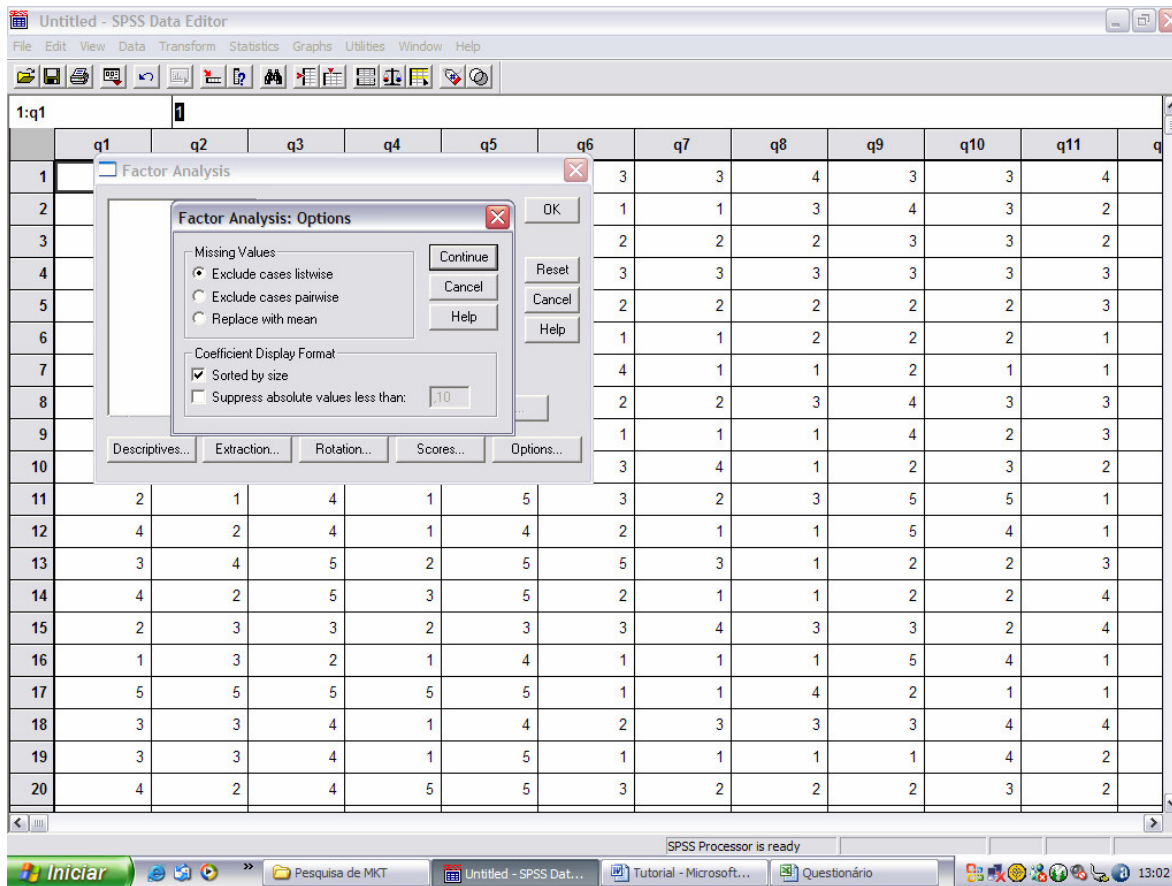 Untitled - SPSS Data Editor
File Edit View Data Transform Statistics Graphs Utilities Window Help
1:q1 1
q1 q2 q3 q4 q5 q6 q7 q8 q9 q10 q11 q
Factor Analysis
1 3 3 4 3 3 4
2 1 1 3 4 3 2
3 2 2 2 3 3 2
4 3 3 3 3 3 3
5 2 2 2 2 2 3
6 1 1 2 2 2 1
7 4 1 1 2 1 1
8 2 2 3 4 3 3
9 1 1 1 4 2 3
10 3 4 1 2 3 2
OK
Reset
Cancel
Help
Factor Analysis: Options
Missing Values
Exclude cases listwise
Exclude cases pairwise
Replace with mean
Continue
Cancel
Help
Coefficient Display Format
Sorted by size
Suppress absolute values less than: ,10
...
Descriptives... Extraction... Rotation... Scores... Options...
11 2 1 4 1 5 3 2 3 5 5 1
12 4 2 4 1 4 2 1 1 5 4 1
13 3 4 5 2 5 5 3 1 2 2 3
14 4 2 5 3 5 2 1 1 2 2 4
15 2 3 3 2 3 3 4 3 3 2 4
16 1 3 2 1 4 1 1 1 5 4 1
17 5 5 5 5 5 1 1 4 2 1 1
18 3 3 4 1 4 2 3 3 3 4 4
19 3 3 4 1 5 1 1 1 1 4 2
20 4 2 4 5 5 3 2 2 2 3 2
SPSS Processor is ready
Iniciar » Pesquisa de MKT Untitled - SPSS Dat... Tutorial - Microsoft... Questionário 13:02